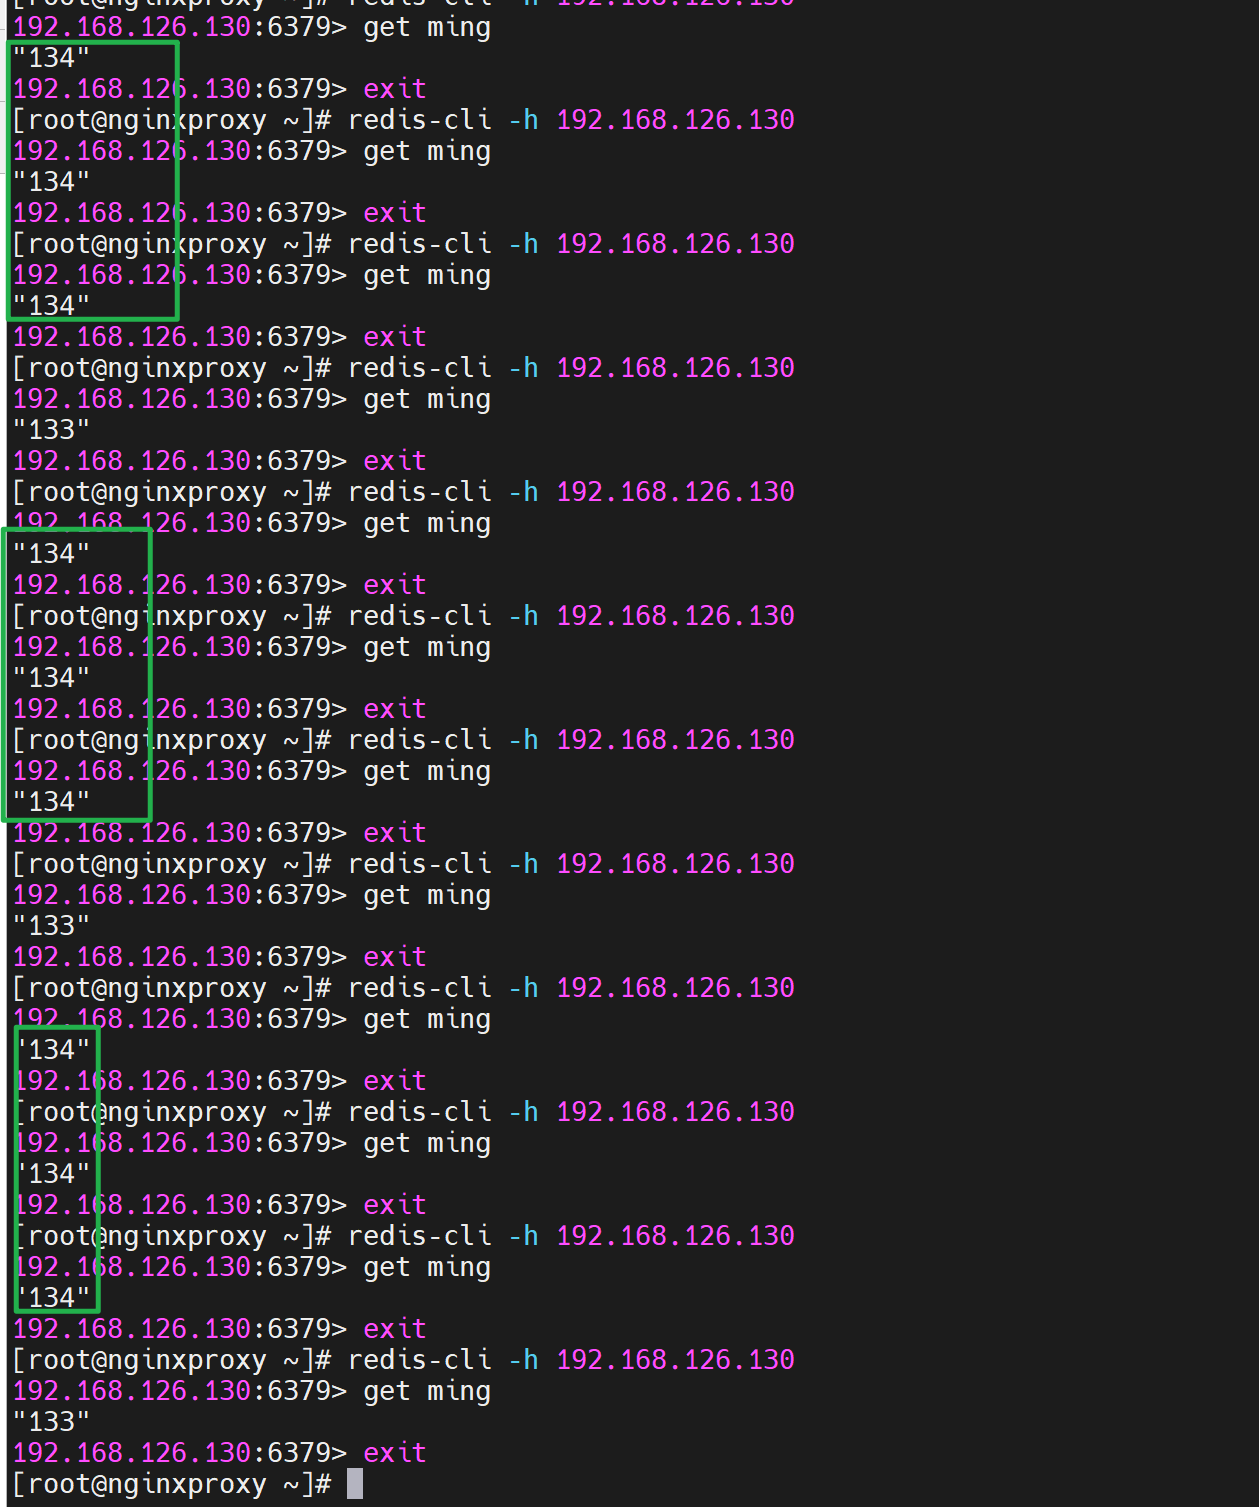 [root@nginxproxy ~]# redis-cli -h 192.168.126.130
192.168.126.130:6379> get ming
"134"
192.168.126.130:6379> exit
[root@nginxproxy ~]# redis-cli -h 192.168.126.130
192.168.126.130:6379> get ming
"134"
192.168.126.130:6379> exit
[root@nginxproxy ~]# redis-cli -h 192.168.126.130
192.168.126.130:6379> get ming
"134"
192.168.126.130:6379> exit
[root@nginxproxy ~]# redis-cli -h 192.168.126.130
192.168.126.130:6379> get ming
"133"
192.168.126.130:6379> exit
[root@nginxproxy ~]# redis-cli -h 192.168.126.130
192.168.126.130:6379> get ming
"134"
192.168.126.130:6379> exit
[root@nginxproxy ~]# redis-cli -h 192.168.126.130
192.168.126.130:6379> get ming
"134"
192.168.126.130:6379> exit
[root@nginxproxy ~]# redis-cli -h 192.168.126.130
192.168.126.130:6379> get ming
"134"
192.168.126.130:6379> exit
[root@nginxproxy ~]# redis-cli -h 192.168.126.130
192.168.126.130:6379> get ming
"133"
192.168.126.130:6379> exit
[root@nginxproxy ~]# redis-cli -h 192.168.126.130
192.168.126.130:6379> get ming
"134"
192.168.126.130:6379> exit
[root@nginxproxy ~]# redis-cli -h 192.168.126.130
192.168.126.130:6379> get ming
"134"
192.168.126.130:6379> exit
[root@nginxproxy ~]# redis-cli -h 192.168.126.130
192.168.126.130:6379> get ming
"134"
192.168.126.130:6379> exit
[root@nginxproxy ~]# redis-cli -h 192.168.126.130
192.168.126.130:6379> get ming
"133"
192.168.126.130:6379> exit
[root@nginxproxy ~]#